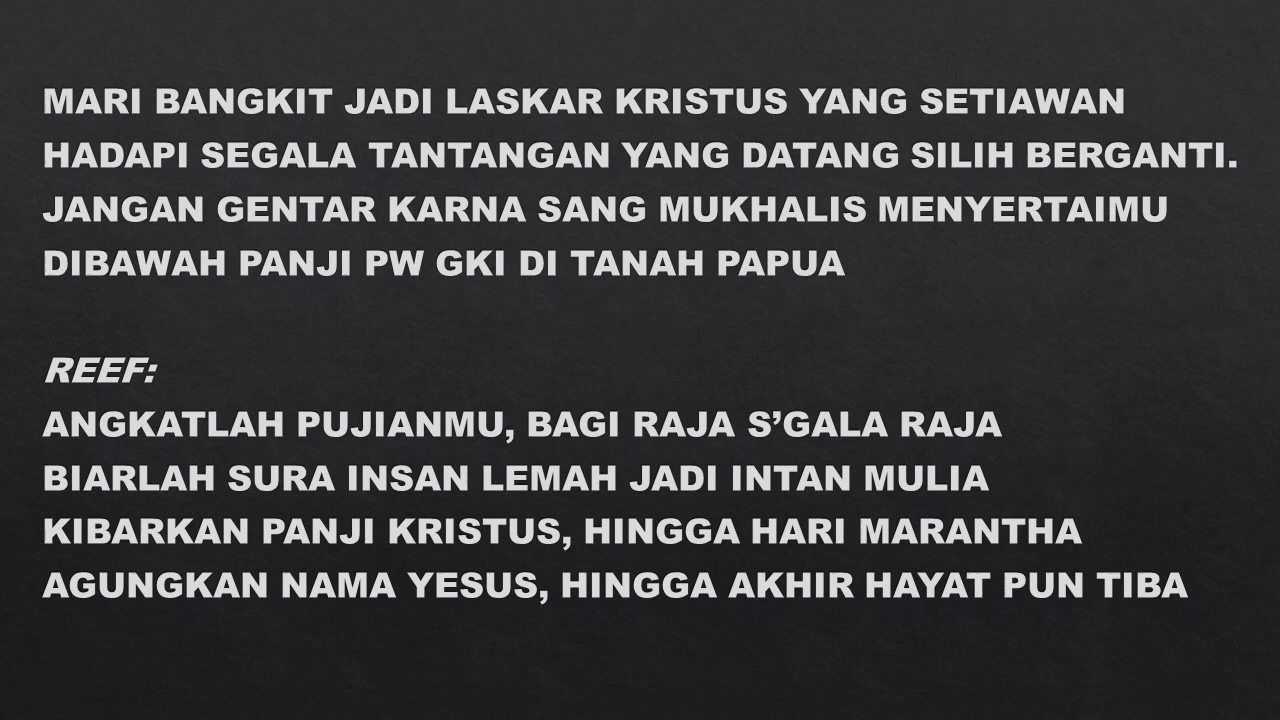 MARI BANGKIT JADI LASKAR KRISTUS YANG SETIAWAN
HADAPI SEGALA TANTANGAN YANG DATANG SILIH BERGANTI.
JANGAN GENTAR KARNA SANG MUKHALIS MENYERTAIMU
DIBAWAH PANJI PW GKI DI TANAH PAPUA
REEF:
ANGKATLAH PUJIANMU, BAGI RAJA S’GALA RAJA
BIARLAH SURA INSAN LEMAH JADI INTAN MULIA
KIBARKAN PANJI KRISTUS, HINGGA HARI MARANTHA
AGUNGKAN NAMA YESUS, HINGGA AKHIR HAYAT PUN TIBA